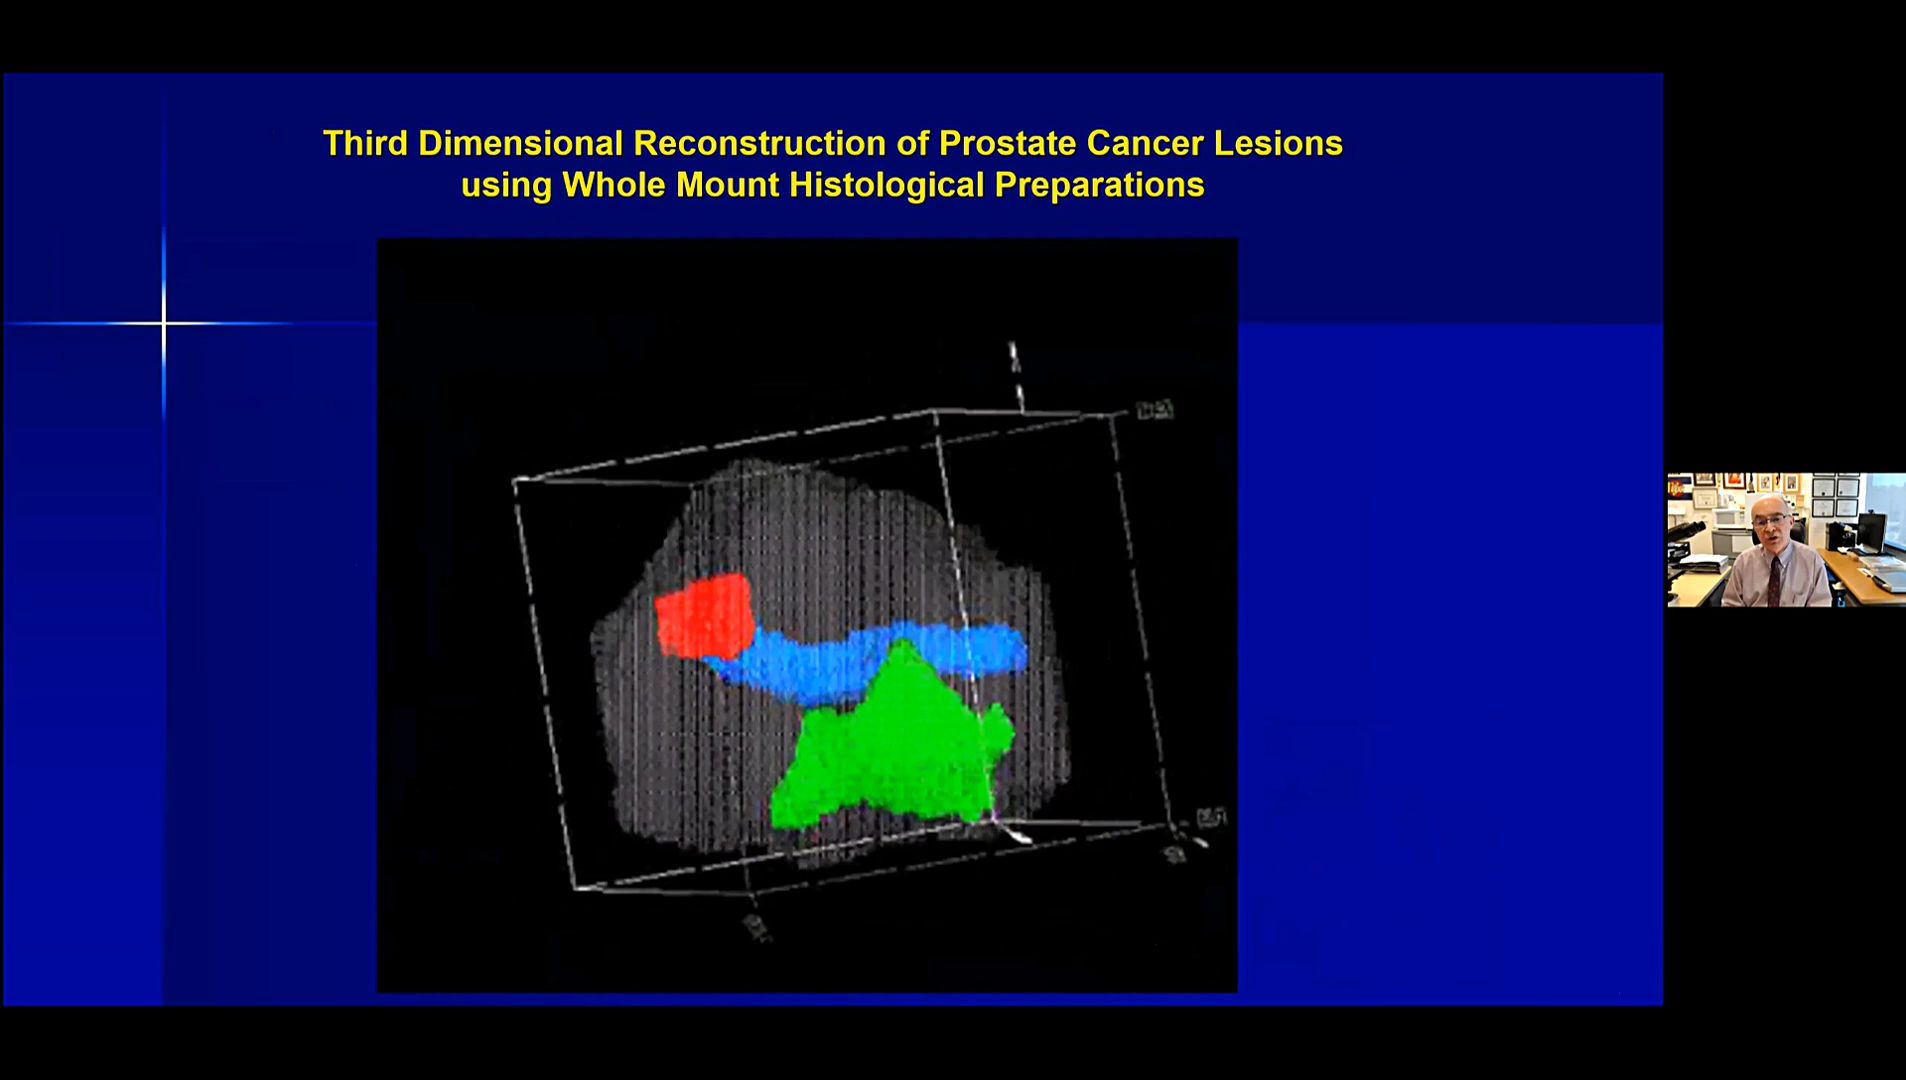 Third Dimensional Reconstruction of Prostate Cancer Lesions
using Whole Mount Histological Preparations